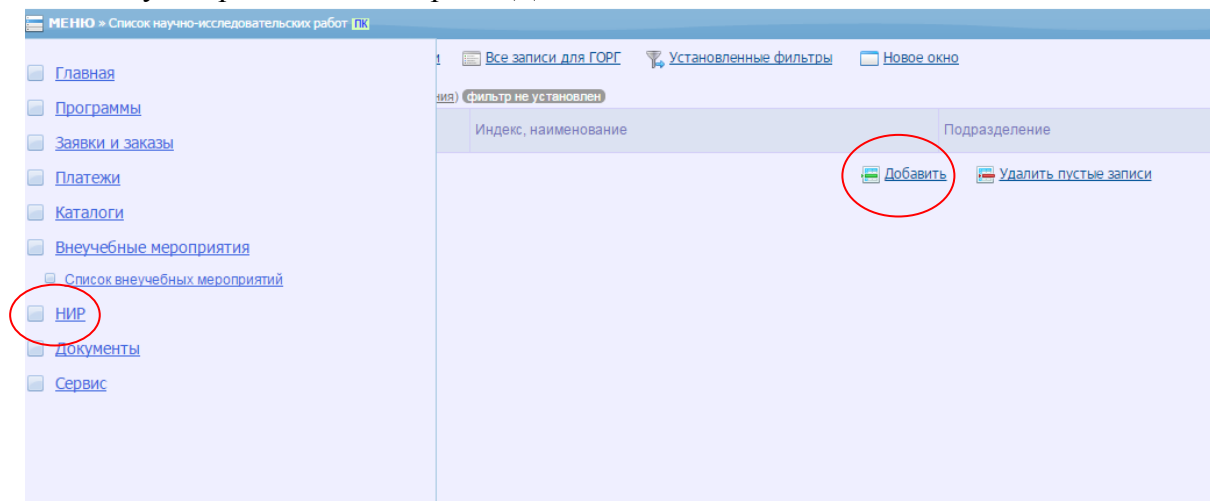 МЕНЮ » Список научно-исследовательских работ ПК
Главная
Программы
Заявки и заказы
Платежи
Каталоги
Внеучебные мероприятия
Список внеучебных мероприятий
НИР
Документы
Сервис
Все записи для ГОРГ Установленные фильтры Новое окно
ния) фильтр не установлен
Индекс, наименование Подразделение
Добавить Удалить пустые записи